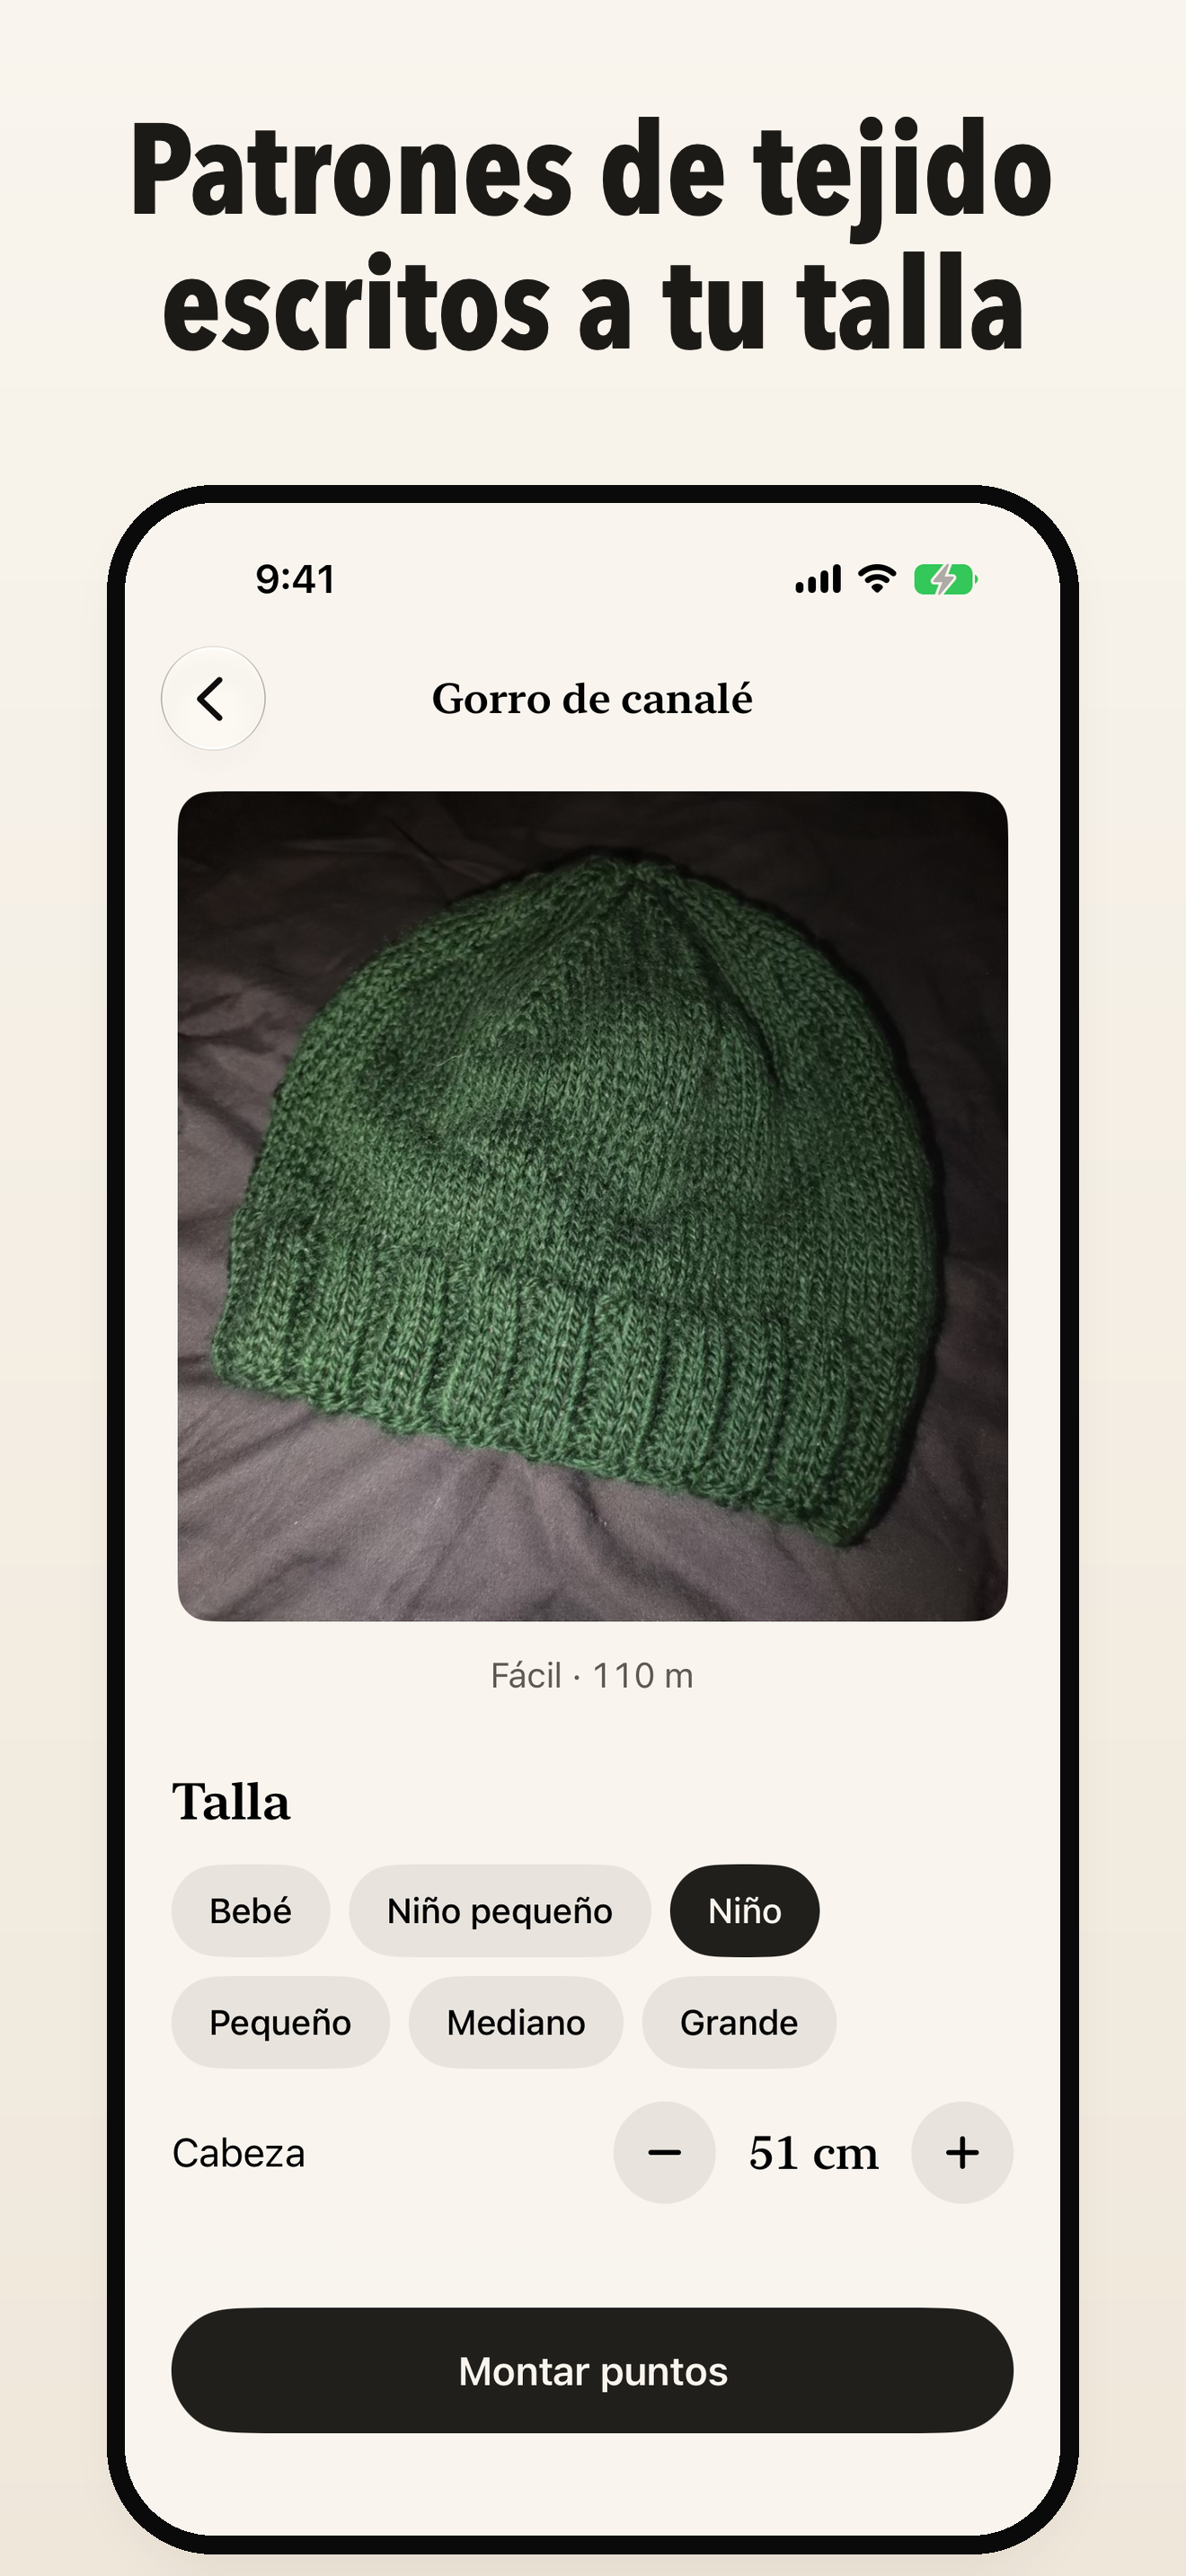 Patrones de tejido
escritos a tu talla
9:41
Gorro de canalé
Fácil · 110 m
Talla
Bebé
Niño pequeño
Niño
Pequeño
Mediano
Grande
Cabeza
51 cm
Montar puntos